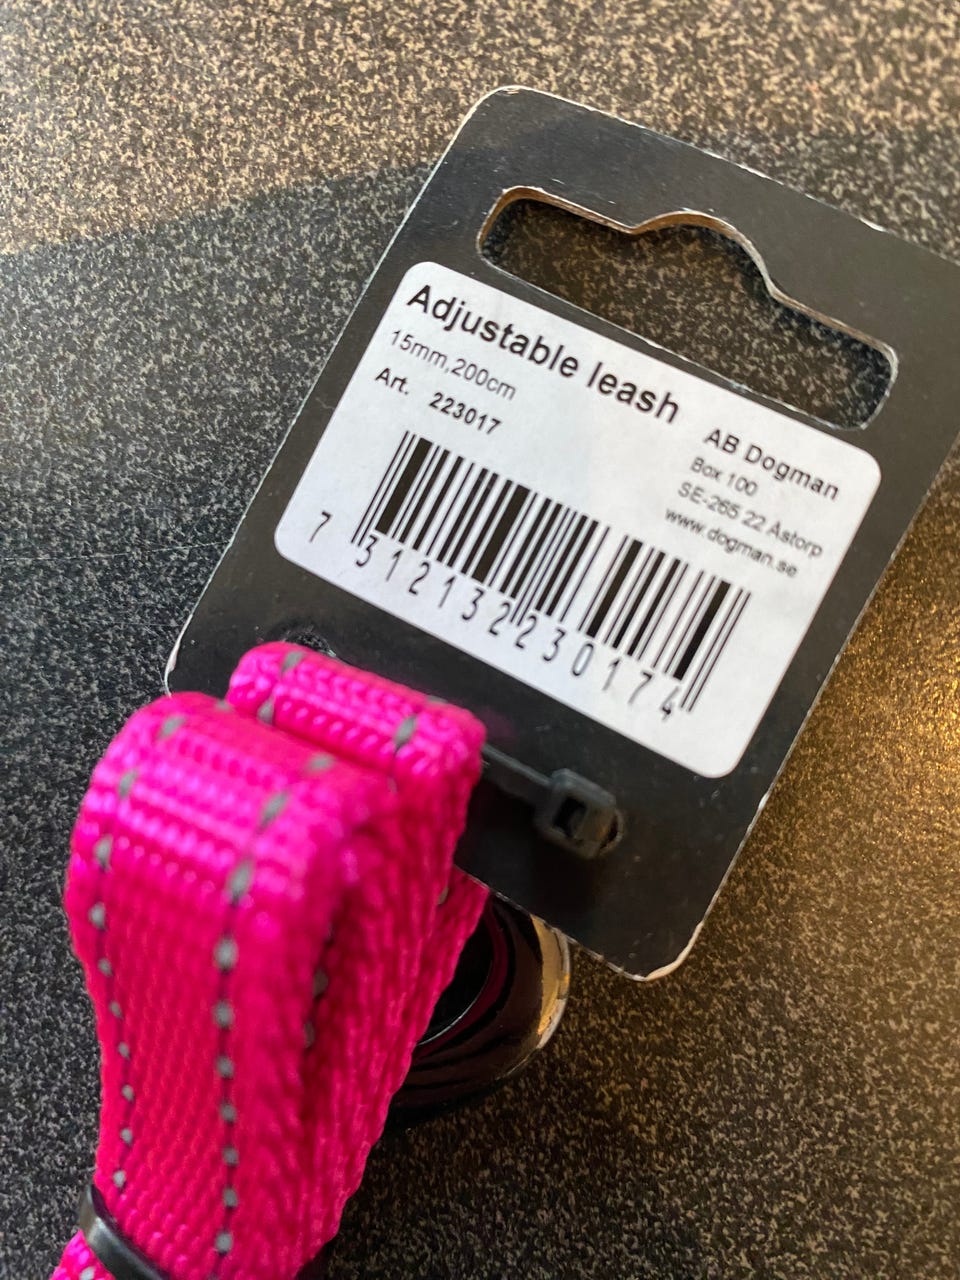 Adjustable leash
15mm,200cm
Art. 223017
AB Dogman
Box 100
SE-265 22 Åstorp
www.dogman.se
7 312132 230174